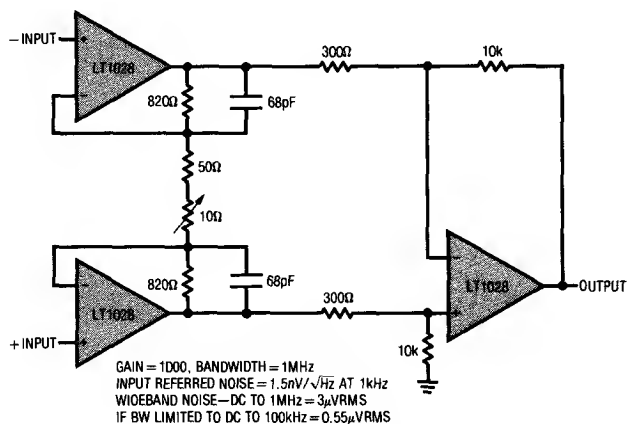 −INPUT
+
−
LT1028
820Ω
68pF
300Ω
10k
50Ω
10Ω
−
+
LT1028
820Ω
68pF
300Ω
−
+
LT1028
OUTPUT
10k
+INPUT
GAIN = 1D00, BANDWIDTH = 1MHz
INPUT REFERRED NOISE = 1.5nV/√Hz AT 1kHz
WIOEBAND NOISE—DC TO 1MHz = 3µVRMS
IF BW LIMITED TO DC TO 100kHz = 0.55µVRMS